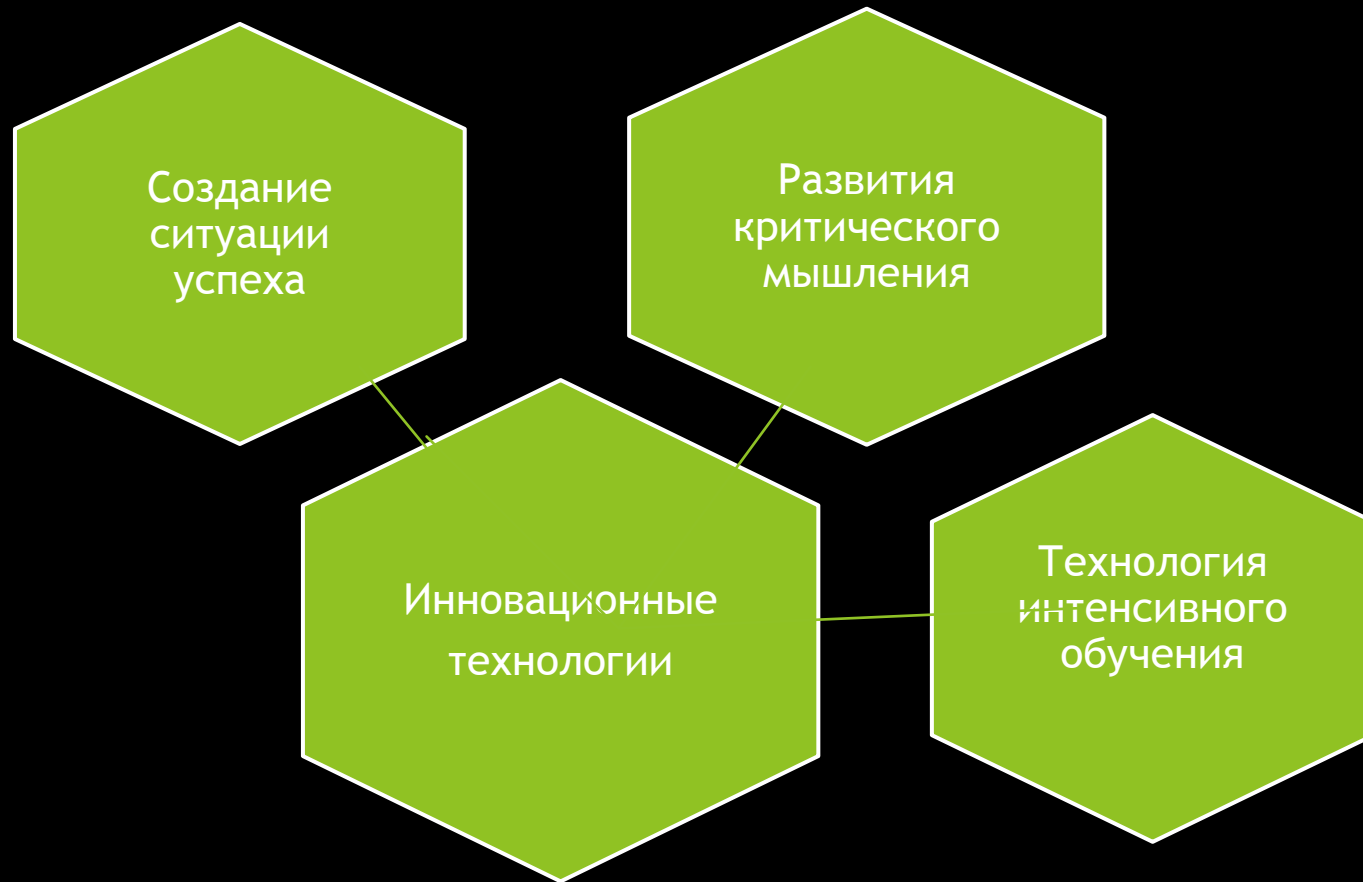 Создание
ситуации
успеха
Развития
критического
мышления
Инновационные
технологии
Технология
интенсивного
обучения